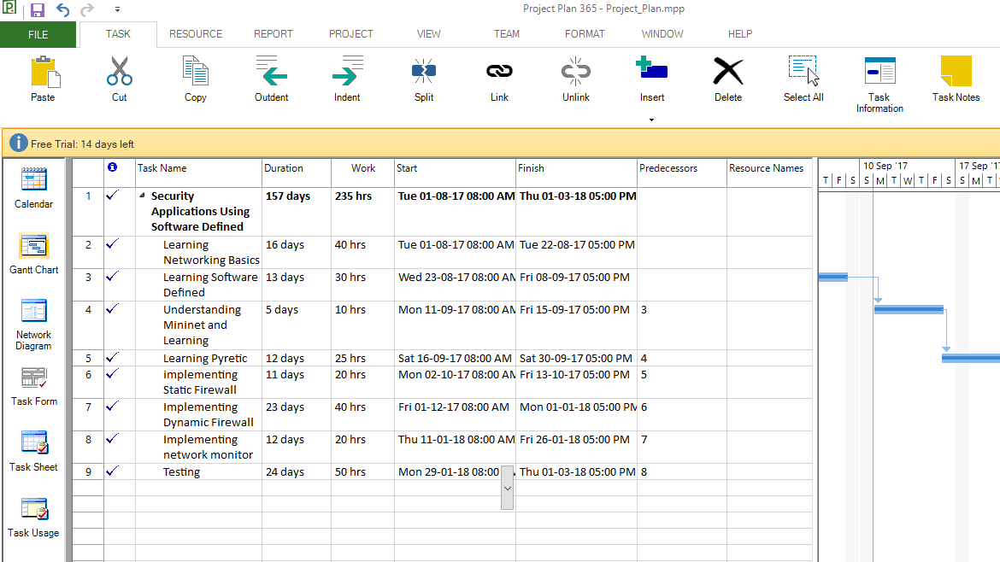 Project Plan 365 - Project_Plan.mpp
FILE TASK RESOURCE REPORT PROJECT VIEW TEAM FORMAT WINDOW HELP
Paste Cut Copy Outdent Indent Split Link Unlink Insert Delete Select All Task Information Task Notes
Free Trial: 14 days left
Calendar
Gantt Chart
Network
Diagram
Task Form
Task Sheet
Task Usage
Task Name Duration Work Start Finish Predecessors Resource Names
1 Security 157 days 235 hrs Tue 01-08-17 08:00 AM Thu 01-03-18 05:00 PM
Applications Using
Software Defined
2 Learning 16 days 40 hrs Tue 01-08-17 08:00 AM Tue 22-08-17 05:00 PM
Networking Basics
3 Learning Software 13 days 30 hrs Wed 23-08-17 08:00 AM Fri 08-09-17 05:00 PM
Defined
4 Understanding 5 days 10 hrs Mon 11-09-17 08:00 AM Fri 15-09-17 05:00 PM 3
Mininet and
Learning
5 Learning Pyretic 12 days 25 hrs Sat 16-09-17 08:00 AM Sat 30-09-17 05:00 PM 4
6 implementing 11 days 20 hrs Mon 02-10-17 08:00 AM Fri 13-10-17 05:00 PM 5
Static Firewall
7 Implementing 23 days 40 hrs Fri 01-12-17 08:00 AM Mon 01-01-18 05:00 PM 6
Dynamic Firewall
8 Implementing 12 days 20 hrs Thu 11-01-18 08:00 AM Fri 26-01-18 05:00 PM 7
network monitor
9 Testing 24 days 50 hrs Mon 29-01-18 08:00 Thu 01-03-18 05:00 PM 8
10 Sep '17 17 Sep '17
T F S S M T W T F S S M T W